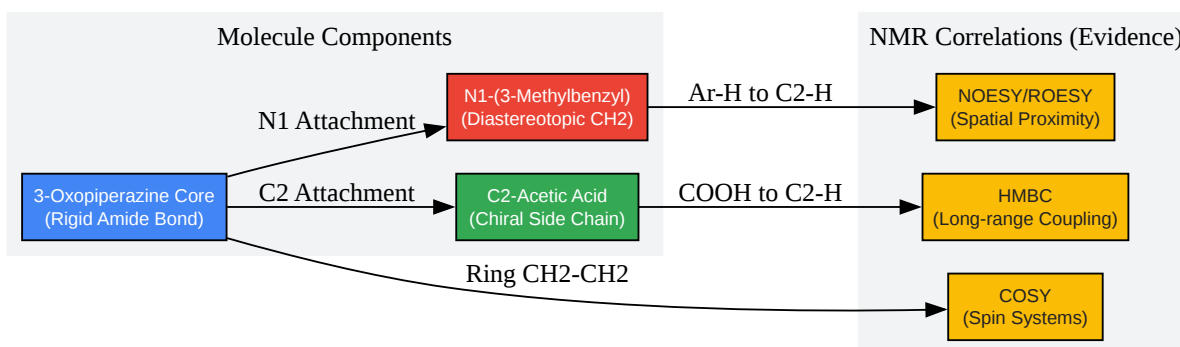 Molecule Components
NMR Correlations (Evidence)
N1-(3-Methylbenzyl)
(Diastereotopic CH2)
Ar-H to C2-H
NOESY/ROESY
(Spatial Proximity)
N1 Attachment
3-Oxopiperazine Core
(Rigid Amide Bond)
C2 Attachment
C2-Acetic Acid
(Chiral Side Chain)
COOH to C2-H
HMBC
(Long-range Coupling)
Ring CH2-CH2
COSY
(Spin Systems)